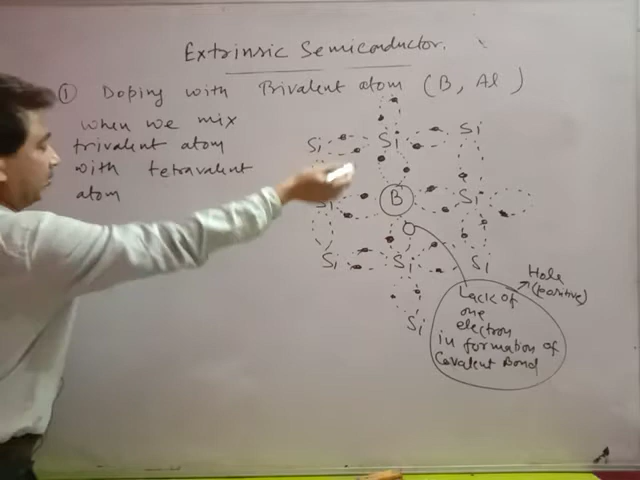 Extrinsic Semiconductor.
① Doping with Trivalent atom (B, Al)
when we mix
trivalent atom
with tetravalent
atom
Si Si Si
Si B Si
Si Si Si
Si
Hole
(positive)
Lack of
one
electron
in formation of
Covalent Bond